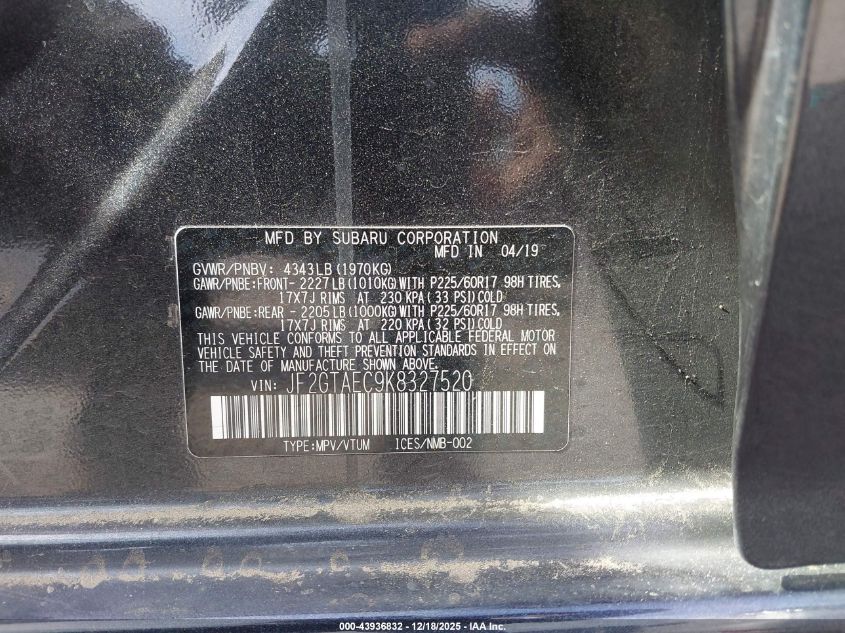 MFD BY SUBARU CORPORATION
MFD IN 04/19
GVWR/PNBV: 4343LB (1970KG)
GAWR/PNBE:FRONT- 2227LB (1010KG) WITH P225/60R17 98H TIRES,
17X7J RIMS AT 230 KPA (33 PSI) COLD
GAWR/PNBE:REAR - 2205LB (1000KG) WITH P225/60R17 98H TIRES,
17X7J RIMS AT 220 KPA (32 PSI) COLD
THIS VEHICLE CONFORMS TO ALL APPLICABLE FEDERAL MOTOR
VEHICLE SAFETY AND THEFT PREVENTION STANDARDS IN EFFECT ON
THE DATE OF MANUFACTURE SHOWN ABOVE.
VIN: JF2GTAEC9K8327520
TYPE:MPV/VTUM ICES/NMB-002
000-43936832 - 12/18/2025 - IAA Inc.